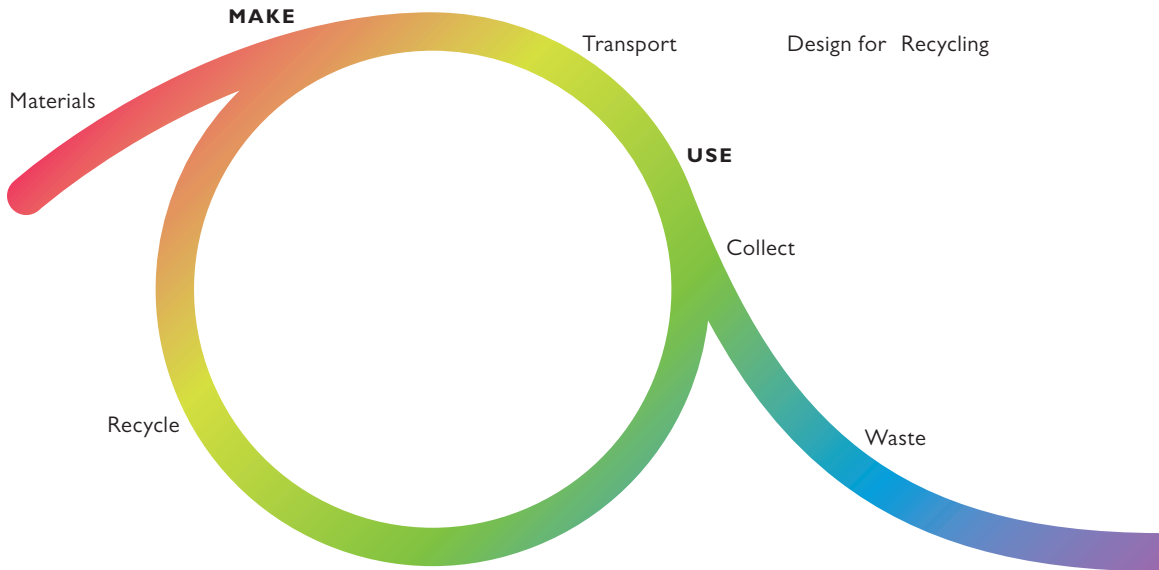 MAKE
Transport
Design for Recycling
Materials
USE
Collect
Recycle
Waste